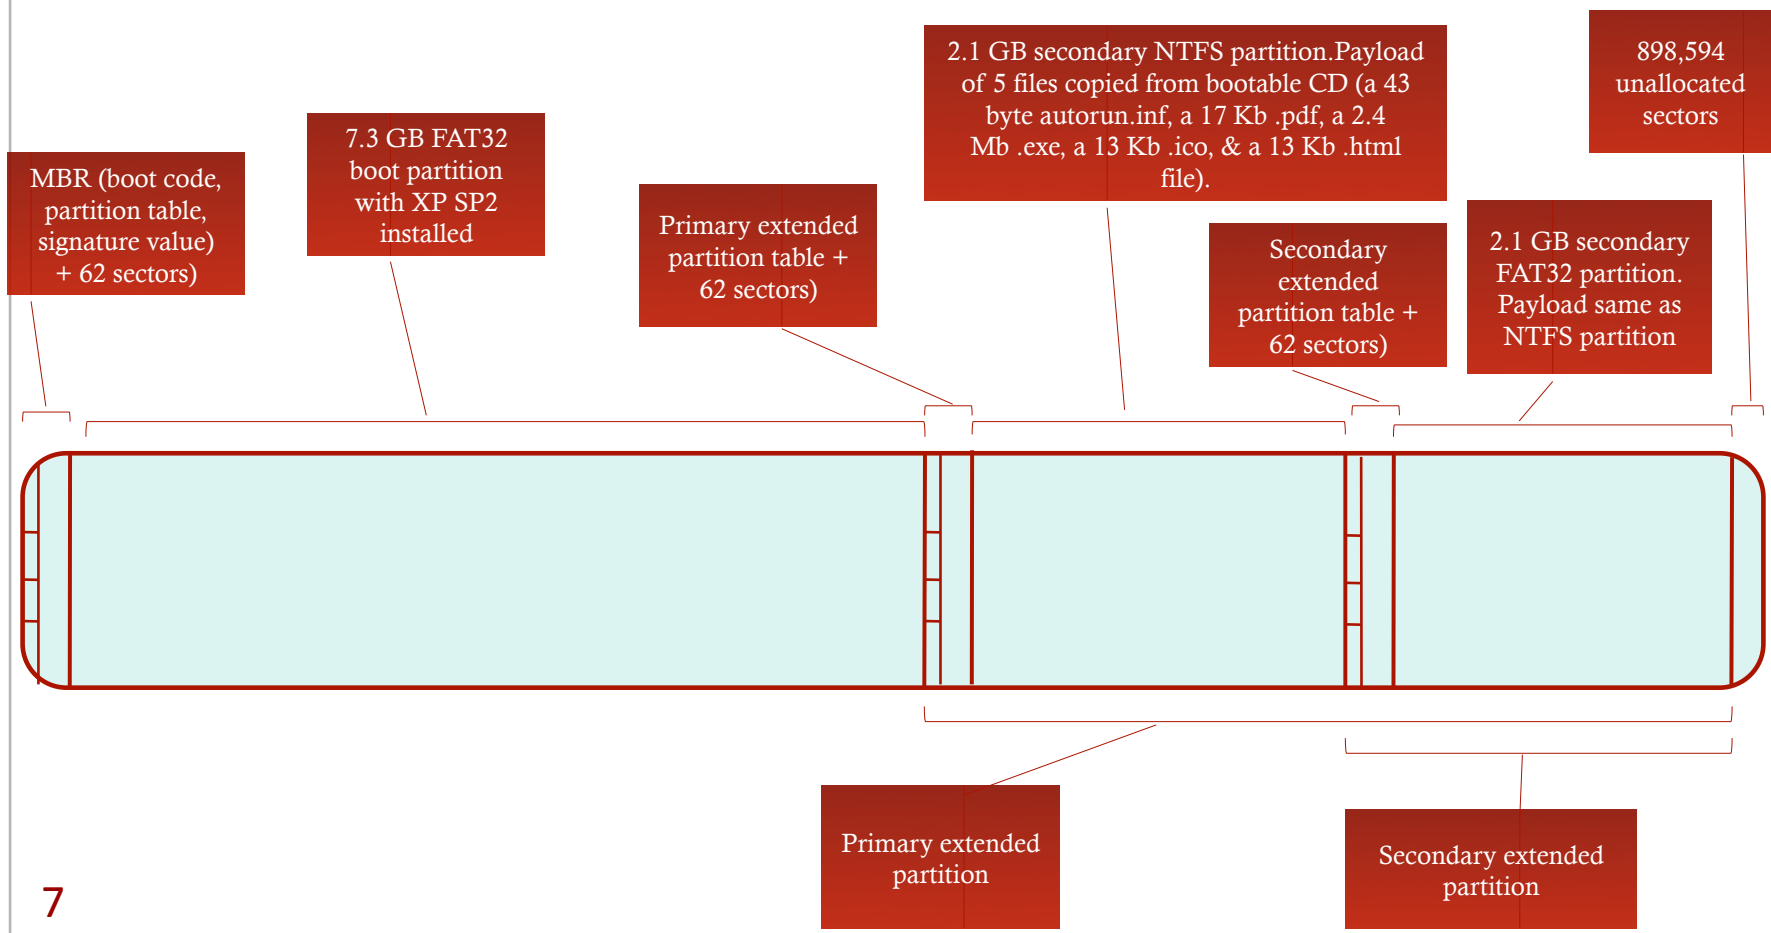 MBR (boot code,
partition table,
signature value)
+ 62 sectors)
7.3 GB FAT32
boot partition
with XP SP2
installed
Primary extended
partition table +
62 sectors)
2.1 GB secondary NTFS partition.Payload
of 5 files copied from bootable CD (a 43
byte autorun.inf, a 17 Kb .pdf, a 2.4
Mb .exe, a 13 Kb .ico, & a 13 Kb .html
file).
Secondary
extended
partition table +
62 sectors)
2.1 GB secondary
FAT32 partition.
Payload same as
NTFS partition
898,594
unallocated
sectors
Primary extended
partition
Secondary extended
partition
7